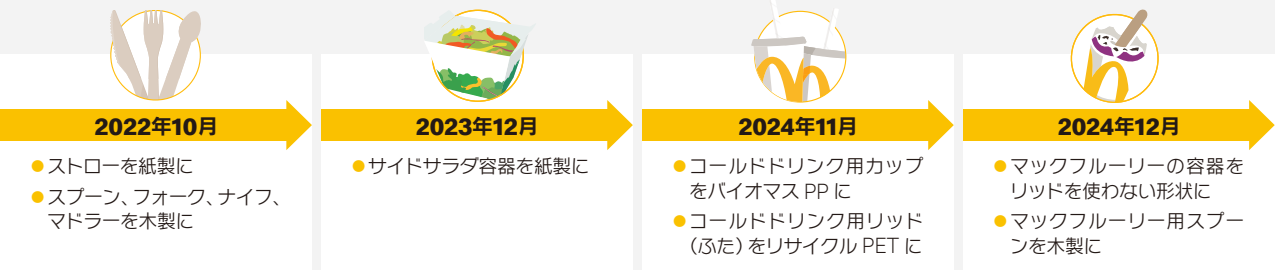 2022年10月
● ストローを紙製に
● スプーン、フォーク、ナイフ、
マドラーを木製に
2023年12月
● サイドサラダ容器を紙製に
2024年11月
● コールドドリンク用カップ
をバイオマス PP に
● コールドドリンク用リッド
（ふた）をリサイクル PET に
2024年12月
● マックフルーリーの容器を
リッドを使わない形状に
● マックフルーリー用スプー
ンを木製に